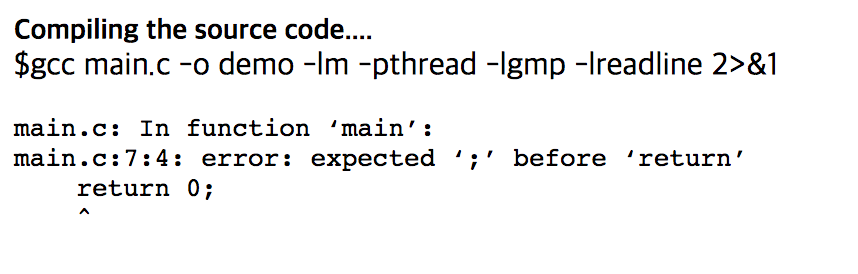 Compiling the source code....
$gcc main.c -o demo -lm -pthread -lgmp -lreadline 2>&1
main.c: In function ‘main’:
main.c:7:4: error: expected ‘;’ before ‘return’
    return 0;
    ^